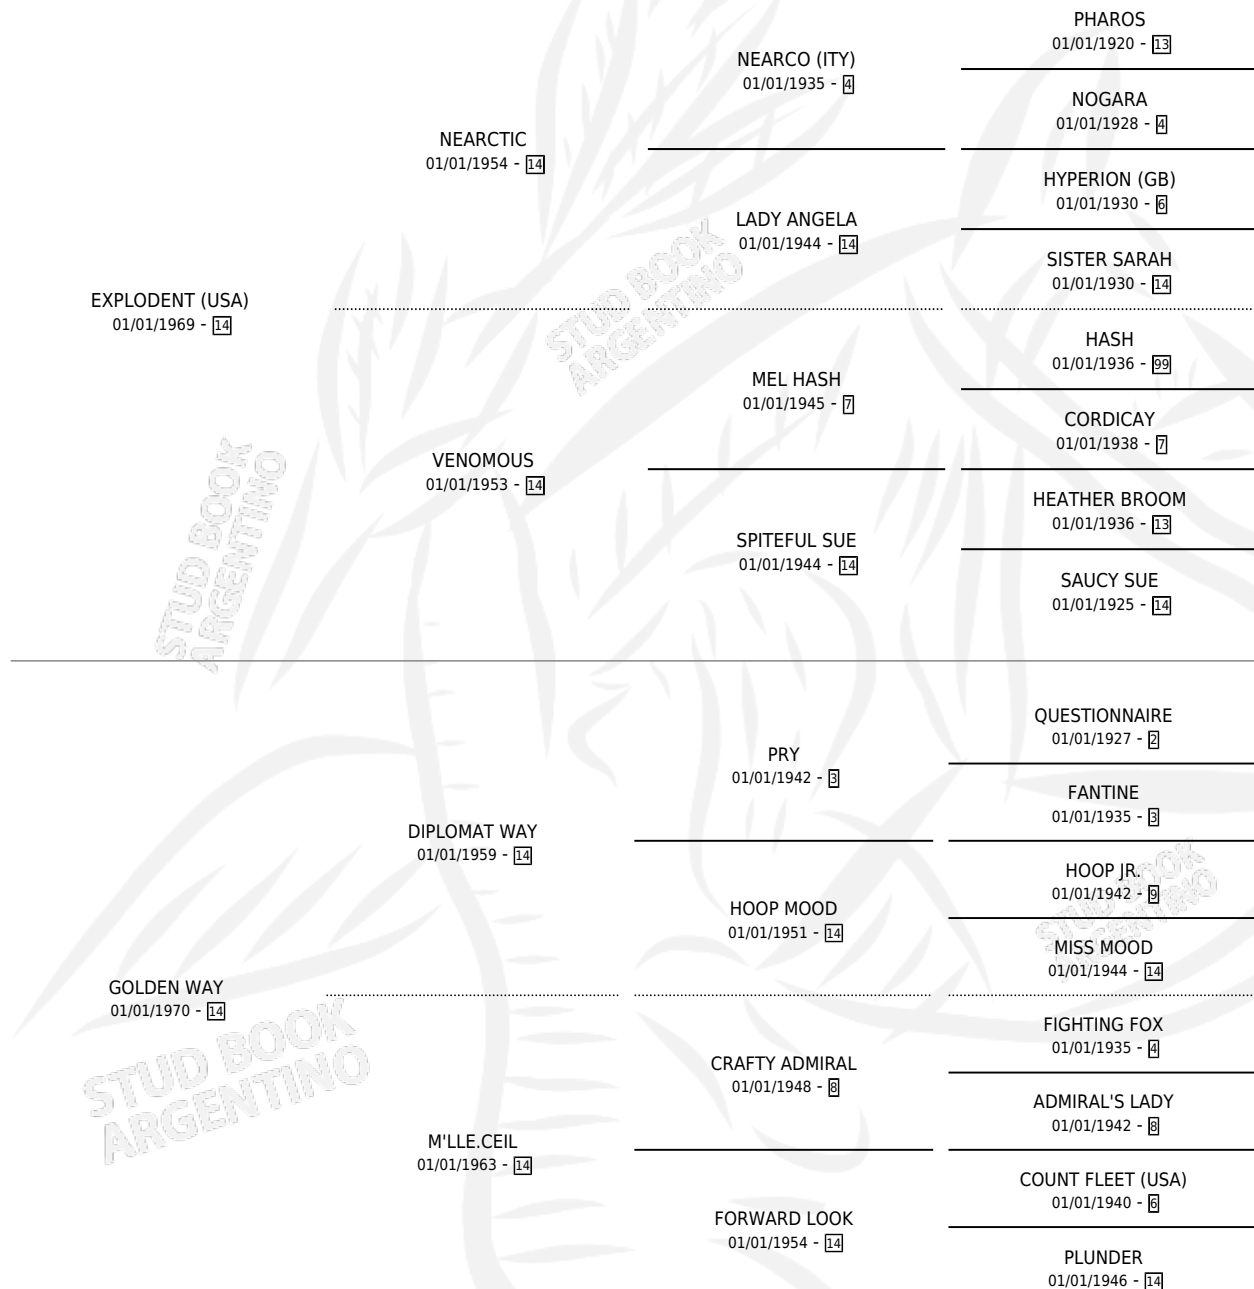 PHAROS
01/01/1920 - 13
NEARCO (ITY)
01/01/1935 - 4
NOGARA
01/01/1928 - 4
NEARCTIC
01/01/1954 - 14
HYPERION (GB)
01/01/1930 - 6
LADY ANGELA
01/01/1944 - 14
SISTER SARAH
01/01/1930 - 14
EXPLODENT (USA)
01/01/1969 - 14
STUD BOOK
ARGENTINO
HASH
01/01/1936 - 99
MEL HASH
01/01/1945 - 7
CORDICAY
01/01/1938 - 7
VENOMOUS
01/01/1953 - 14
HEATHER BROOM
01/01/1936 - 13
SPITEFUL SUE
01/01/1944 - 14
SAUCY SUE
01/01/1925 - 14
STUD BOOK
ARGENTINO
QUESTIONNAIRE
01/01/1927 - 2
PRY
01/01/1942 - 3
FANTINE
01/01/1935 - 3
DIPLOMAT WAY
01/01/1959 - 14
HOOP JR.
01/01/1942 - 9
HOOP MOOD
01/01/1951 - 14
STUD BOOK
ARGENTINO
MISS MOOD
01/01/1944 - 14
GOLDEN WAY
01/01/1970 - 14
STUD BOOK
ARGENTINO
FIGHTING FOX
01/01/1935 - 4
CRAFTY ADMIRAL
01/01/1948 - 8
ADMIRAL'S LADY
01/01/1942 - 8
M'LLE.CEIL
01/01/1963 - 14
COUNT FLEET (USA)
01/01/1940 - 6
FORWARD LOOK
01/01/1954 - 14
PLUNDER
01/01/1946 - 14